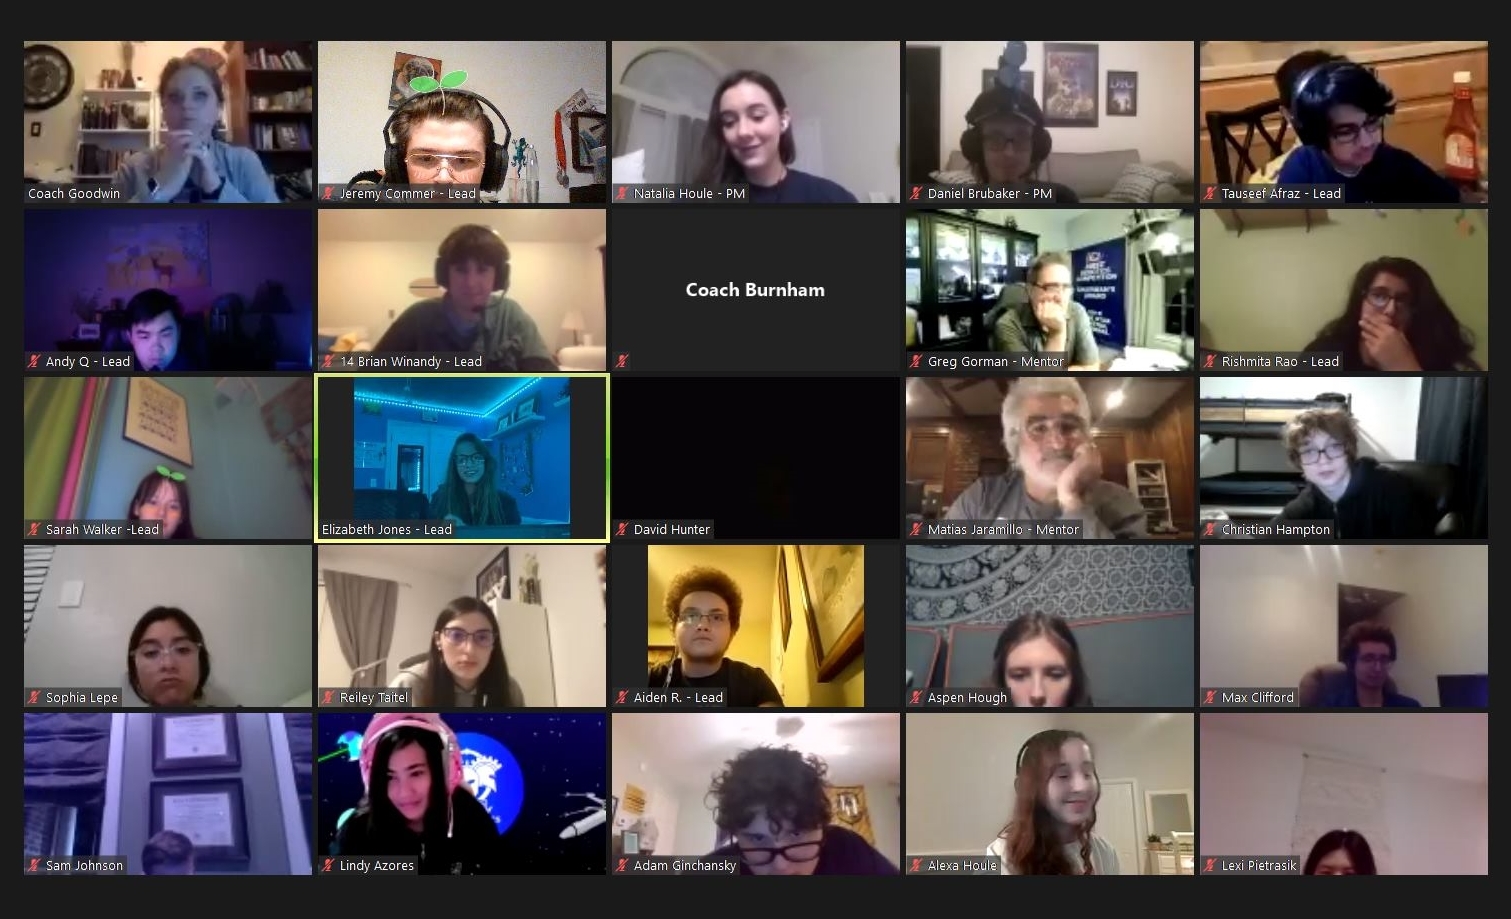 Coach Goodwin
Jeremy Commer - Lead
Natalia Houle - PM
Daniel Brubaker - PM
Tauseef Afraz - Lead
Andy Q - Lead
14 Brian Winandy - Lead
Coach Burnham
Greg Gorman - Mentor
Rishmita Rao - Lead
Sarah Walker -Lead
Elizabeth Jones - Lead
David Hunter
Matias Jaramillo - Mentor
Christian Hampton
Sophia Lepe
Reiley Taitel
Aiden R. - Lead
Aspen Hough
Max Clifford
Sam Johnson
Lindy Azores
Adam Ginchansky
Alexa Houle
Lexi Pietrasik